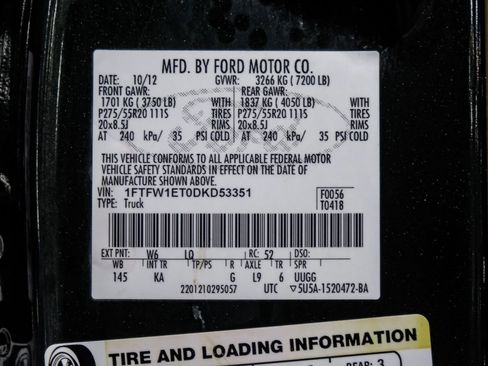 MFD. BY FORD MOTOR CO.
DATE: 10/12 GVWR: 3266 KG ( 7200 LB)
FRONT GAWR: REAR GAWR:
1701 KG ( 3750 LB) WITH 1837 KG ( 4050 LB) WITH
P275/55R20 111S TIRES P275/55R20 111S TIRES
20x8.5J RIMS 20x8.5J RIMS
AT 240 kPa/ 35 PSI COLD AT 240 kPa/ 35 PSI COLD
Ford
THIS VEHICLE CONFORMS TO ALL APPLICABLE FEDERAL MOTOR
VEHICLE SAFETY STANDARDS IN EFFECT ON THE DATE OF
MANUFACTURE SHOWN ABOVE.
VIN: 1FTFW1ET0DKD53351 F0056
TYPE: Truck T0418
EXT PNT: W6 LQ RC: 52 DSO:
WB INT TR TP/PS R AXLE TR SPR
145 KA G L9 6 UUGG
2201210295057 UTC ▽5U5A-1520472-BA
TIRE AND LOADING INFORMATION
REAR: 3